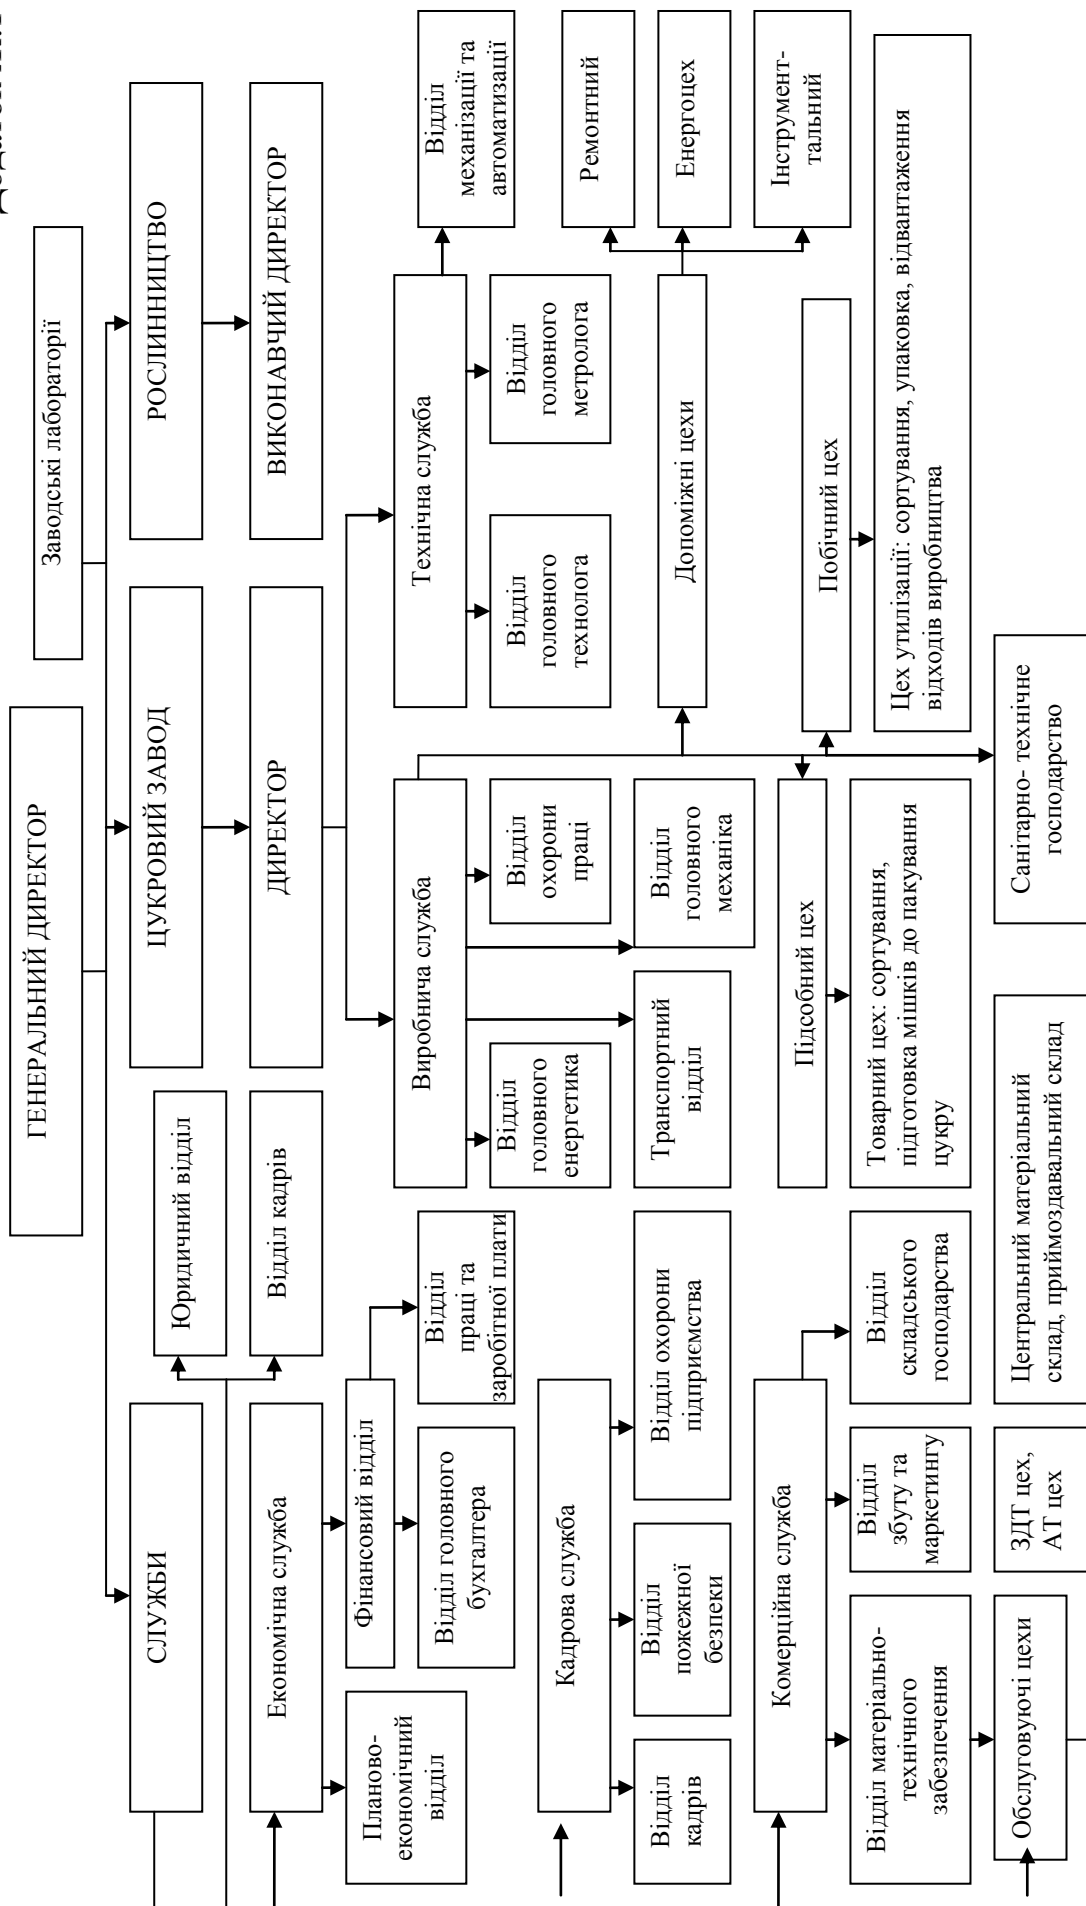 ГЕНЕРАЛЬНИЙ ДИРЕКТОР
Заводські лабораторії
СЛУЖБИ
Юридичний відділ
ЦУКРОВИЙ ЗАВОД
РОСЛИННИЦТВО
Економічна служба
Відділ кадрів
ДИРЕКТОР
ВИКОНАВЧИЙ ДИРЕКТОР
Планово-
економічний
відділ
Фінансовий відділ
Відділ головного
бухгалтера
Відділ
праці та
заробітної плати
Виробнича служба
Технічна служба
Відділ
механізації та
автоматизації
Відділ
головного
енергетика
Відділ
охорони
праці
Відділ
головного
технолога
Відділ
головного
метролога
Кадрова служба
Ремонтний
Відділ
кадрів
Відділ
пожежної
безпеки
Відділ охорони
підприємства
Транспортний
відділ
Відділ
головного
механіка
Допоміжні цехи
Енергоцех
Комерційна служба
Підсобний цех
Побічний цех
Інструмент-
тальний
Відділ матеріально-
технічного
забезпечення
Відділ
збуту та
маркетингу
Відділ
складського
господарства
Товарний цех: сортування,
підготовка мішків до пакування
цукру
Цех утилізації: сортування, упаковка, відвантаження
відходів виробництва
Обслуговуючі цехи
ЗДТ цех,
АТ цех
Центральний матеріальний
склад, приймоздавальний склад
Санітарно- технічне
господарство